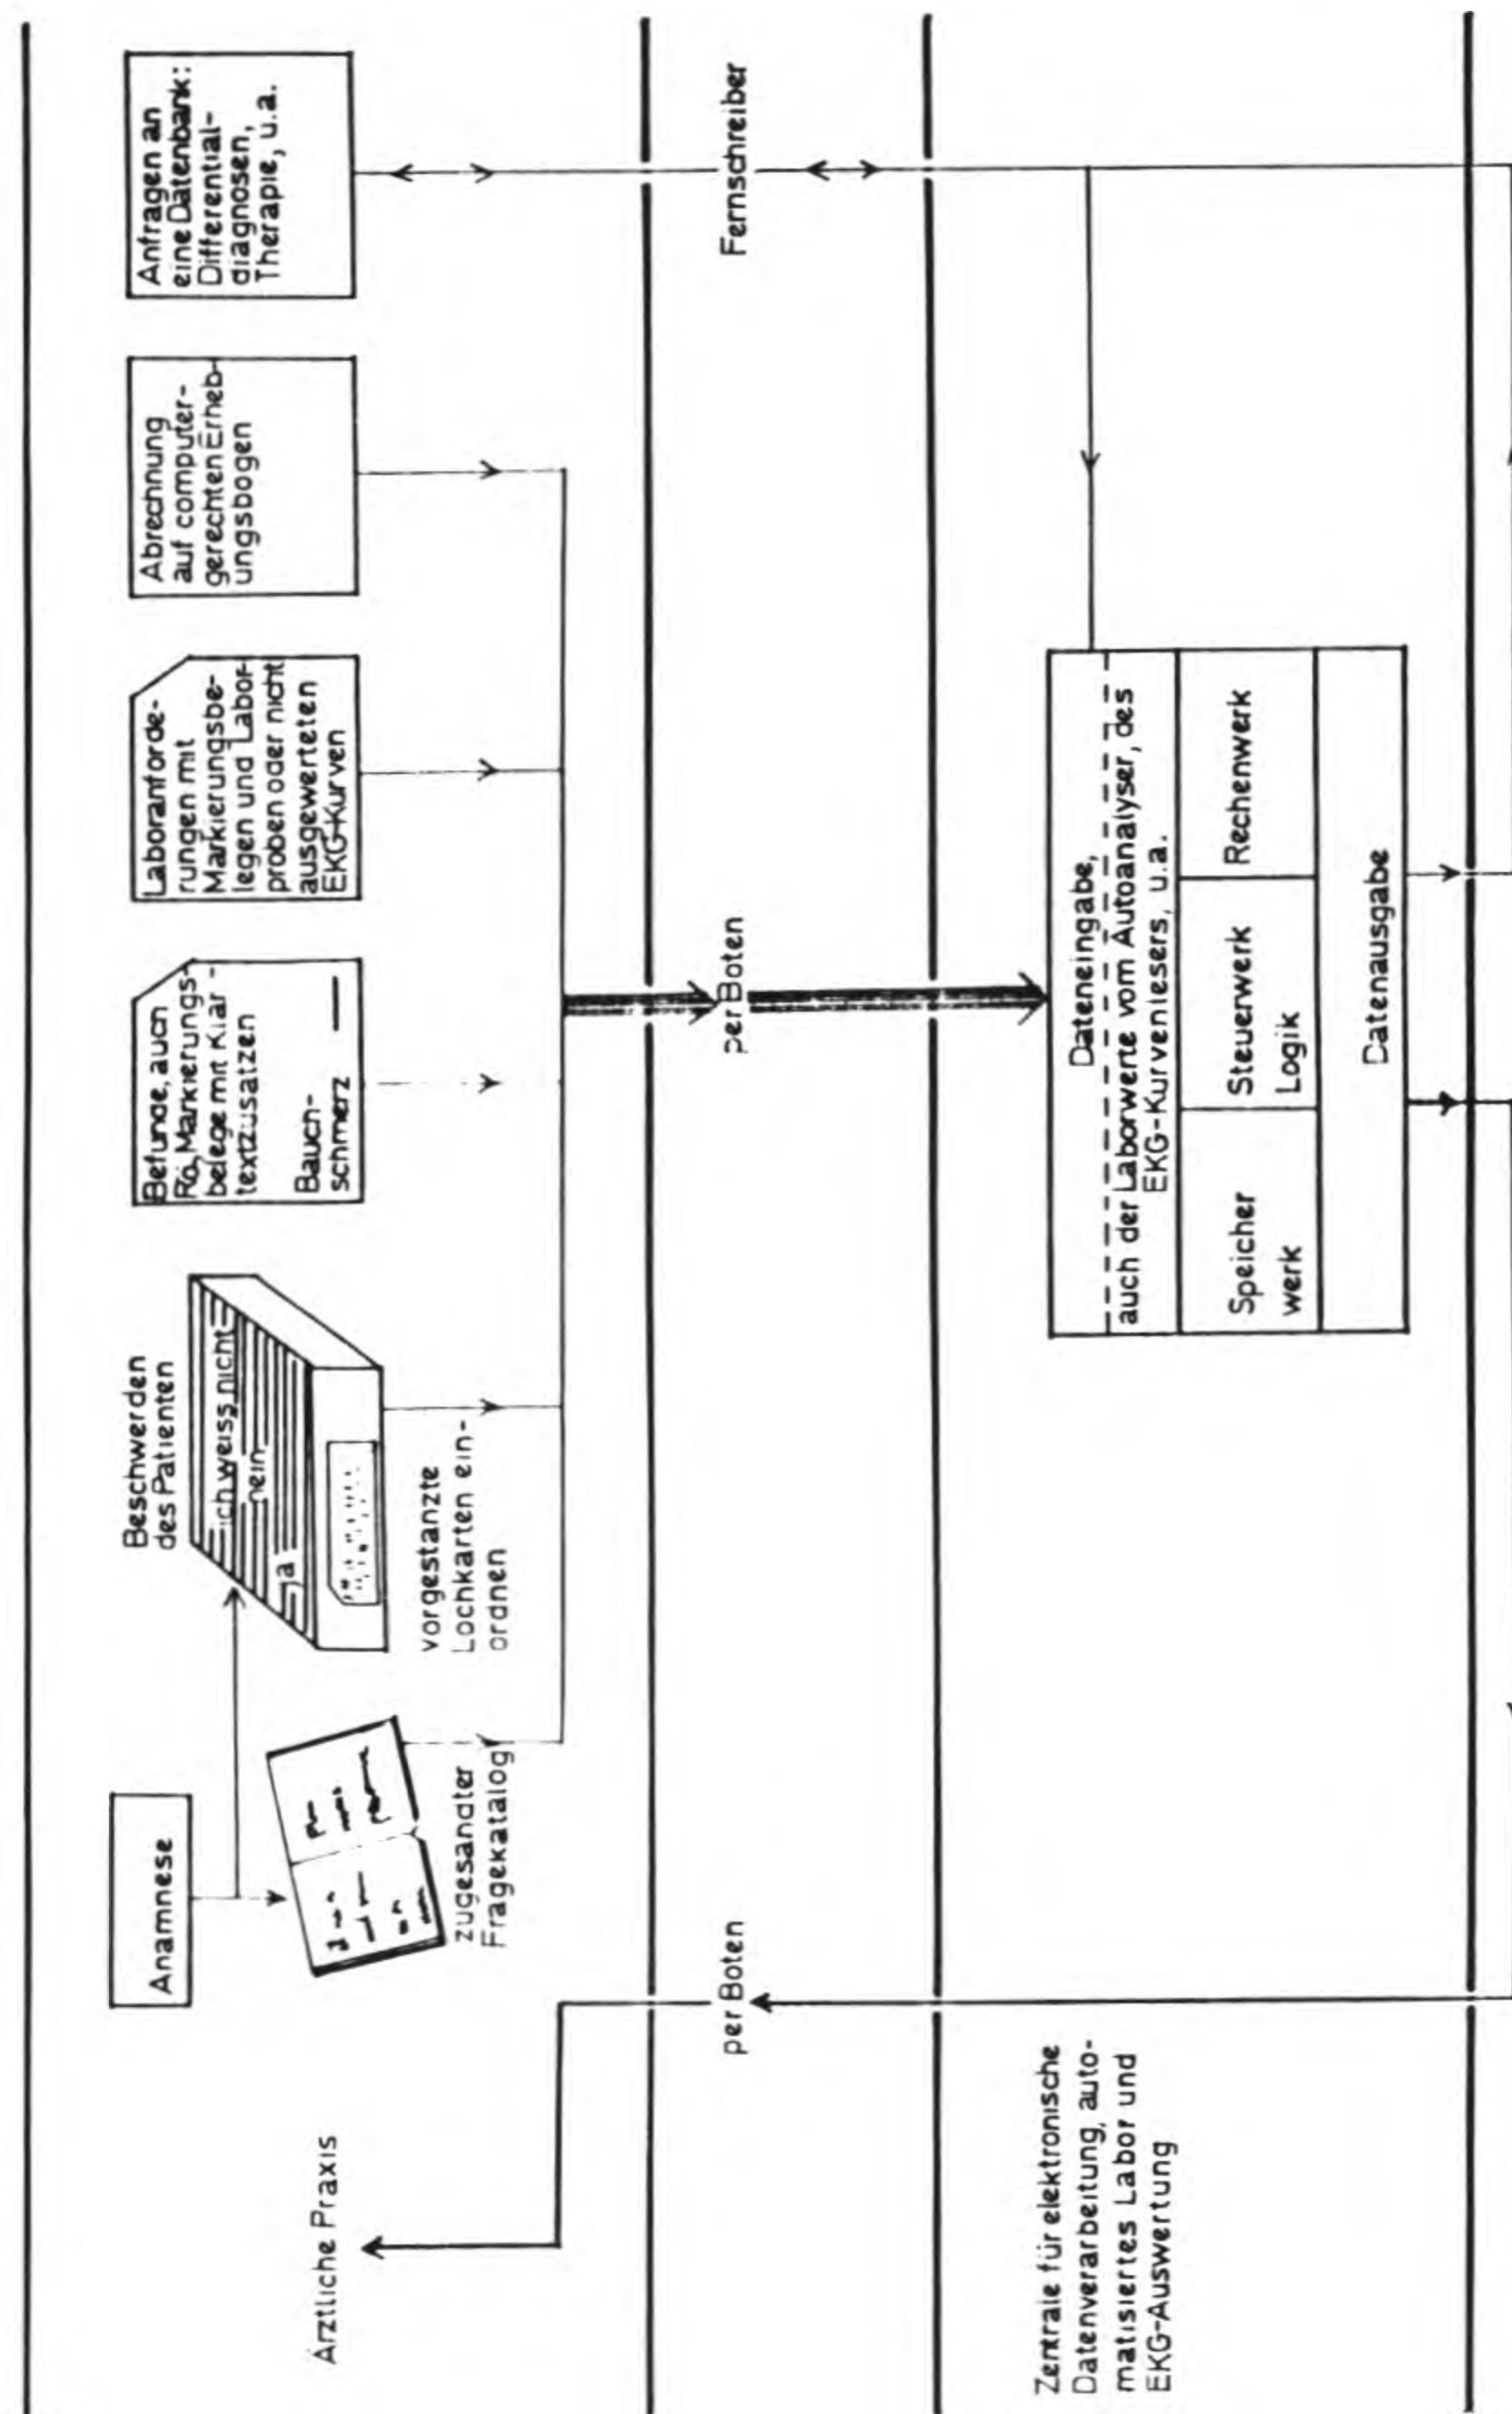 Ärztliche Praxis
Anamnese
zugesandter
Fragekatalog
Beschwerden
des Patienten
ich weiss nicht
nein
ja
vorgestanzte
Lochkarten ein-
ordnen
Befunde, auch
Rö, Markierungs-
belege mit Klar-
textzusatzen
Bauch-
schmerz
Laboranforde-
rungen mit
Markierungsbe-
legen und Labor-
proben oder nicht
ausgewerteten
EKG-Kurven
Abrechnung
auf computer-
gerechten Erheb-
ungsbogen
Anfragen an
eine Datenbank:
Differential-
diagnosen,
Therapie, u.a.
per Boten
per Boten
Fernschreiber
Zentrale für elektronische
Datenverarbeitung, auto-
matisiertes Labor und
EKG-Auswertung
Dateneingabe,
auch der Laborwerte vom Autoanalyser, des
EKG-Kurvenlesers, u.a.
Speicher
werk
Steuerwerk
Logik
Rechenwerk
Datenausgabe